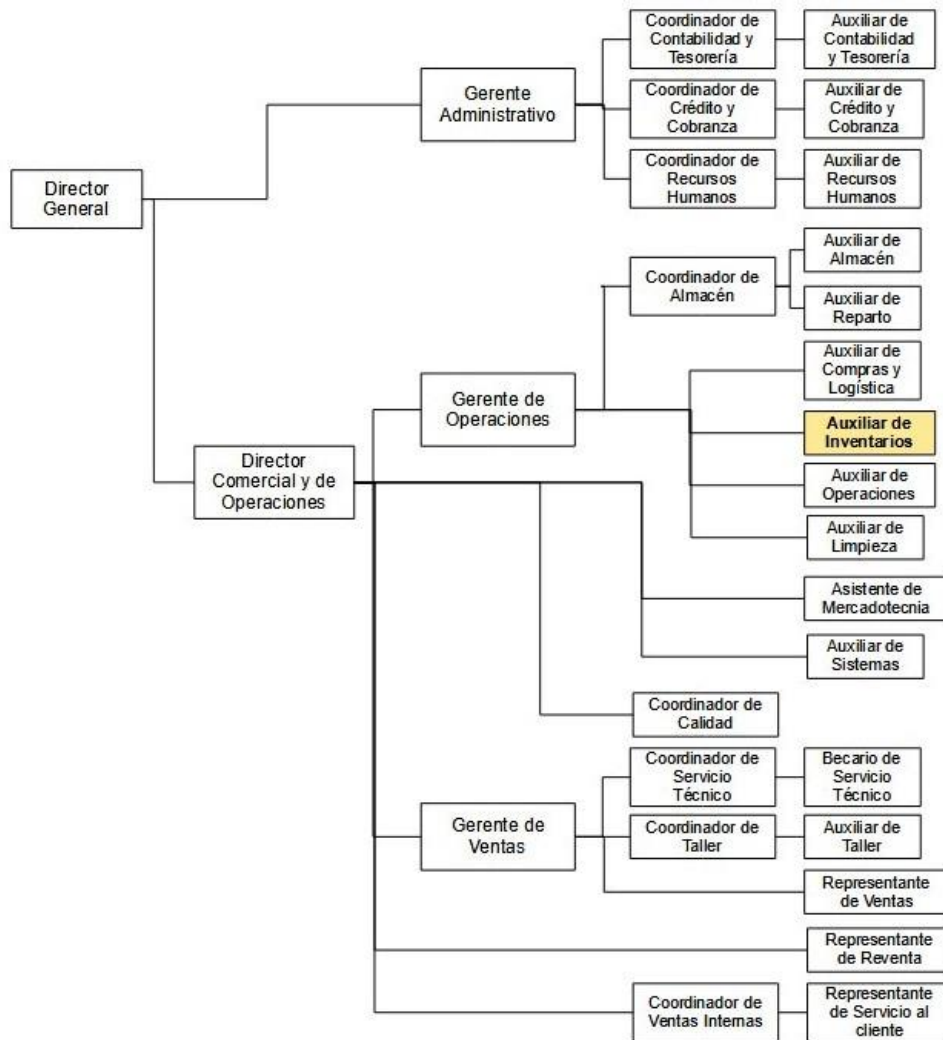 Director
General
Gerente
Administrativo
Coordinador de
Contabilidad y
Tesorería
Auxiliar de
Contabilidad
y Tesorería
Coordinador de
Crédito y
Cobranza
Auxiliar de
Crédito y
Cobranza
Coordinador de
Recursos
Humanos
Auxiliar de
Recursos
Humanos
Director
Comercial y de
Operaciones
Gerente de
Operaciones
Coordinador de
Almacén
Auxiliar de
Almacén
Auxiliar de
Reparto
Auxiliar de
Compras y
Logística
Auxiliar de
Inventarios
Auxiliar de
Operaciones
Auxiliar de
Limpieza
Asistente de
Mercadotecnia
Auxiliar de
Sistemas
Coordinador de
Calidad
Gerente de
Ventas
Coordinador de
Servicio
Técnico
Becario de
Servicio
Técnico
Coordinador de
Taller
Auxiliar de
Taller
Representante
de Ventas
Representante
de Reventa
Coordinador de
Ventas Internas
Representante
de Servicio al
cliente